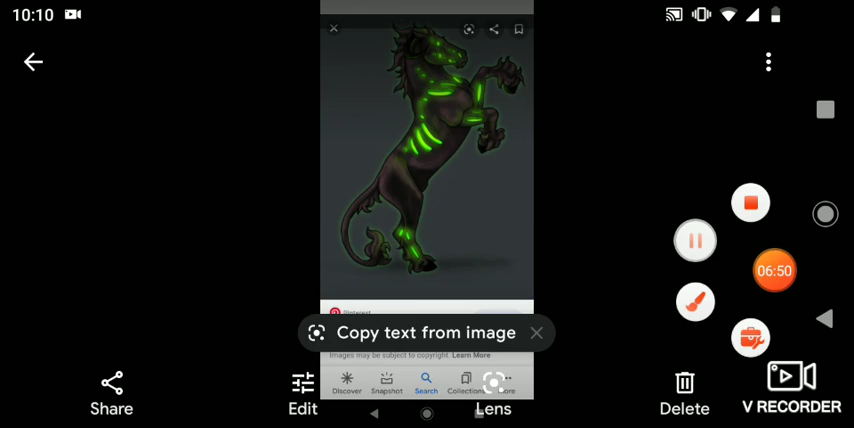 10:10
Pinterest
Copy text from image
Images may be subject to copyright. Learn More
Discover Snapshot Search Collections More
Share Edit Lens Delete
06:50
V RECORDER